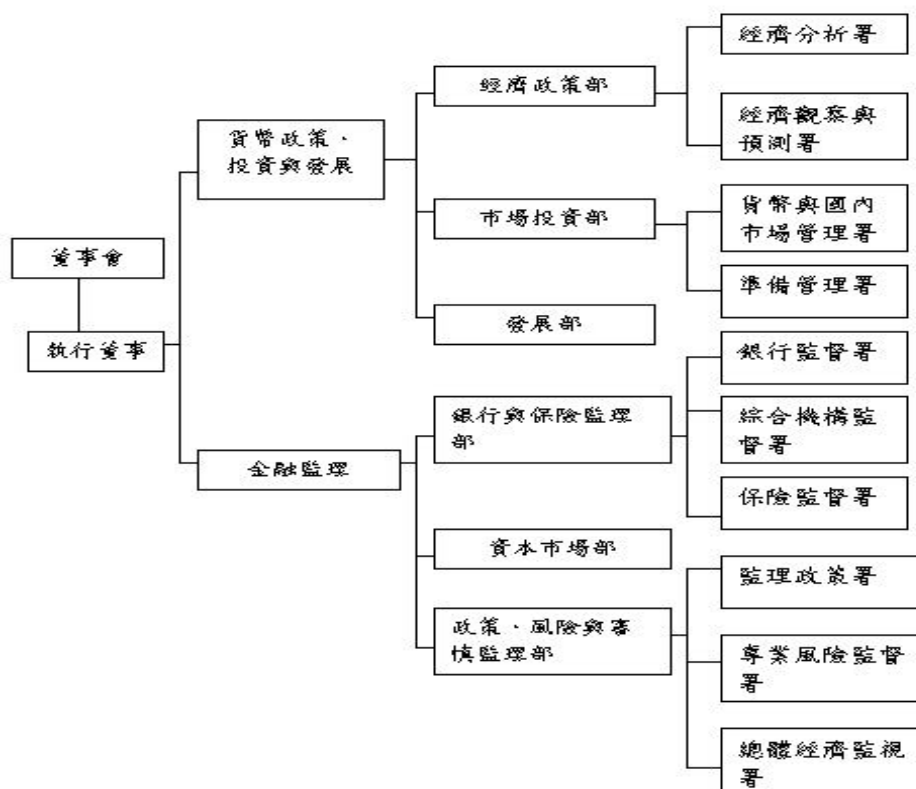 董事會
執行董事
貨幣政策、
投資與發展
經濟政策部
經濟分析署
經濟觀察與
預測署
市場投資部
貨幣與國內
市場管理署
準備管理署
發展部
金融監理
銀行與保險監理
部
銀行監督署
綜合機構監
督署
保險監督署
資本市場部
政策、風險與審
慎監理部
監理政策署
專業風險監督
署
總體經濟監視
署